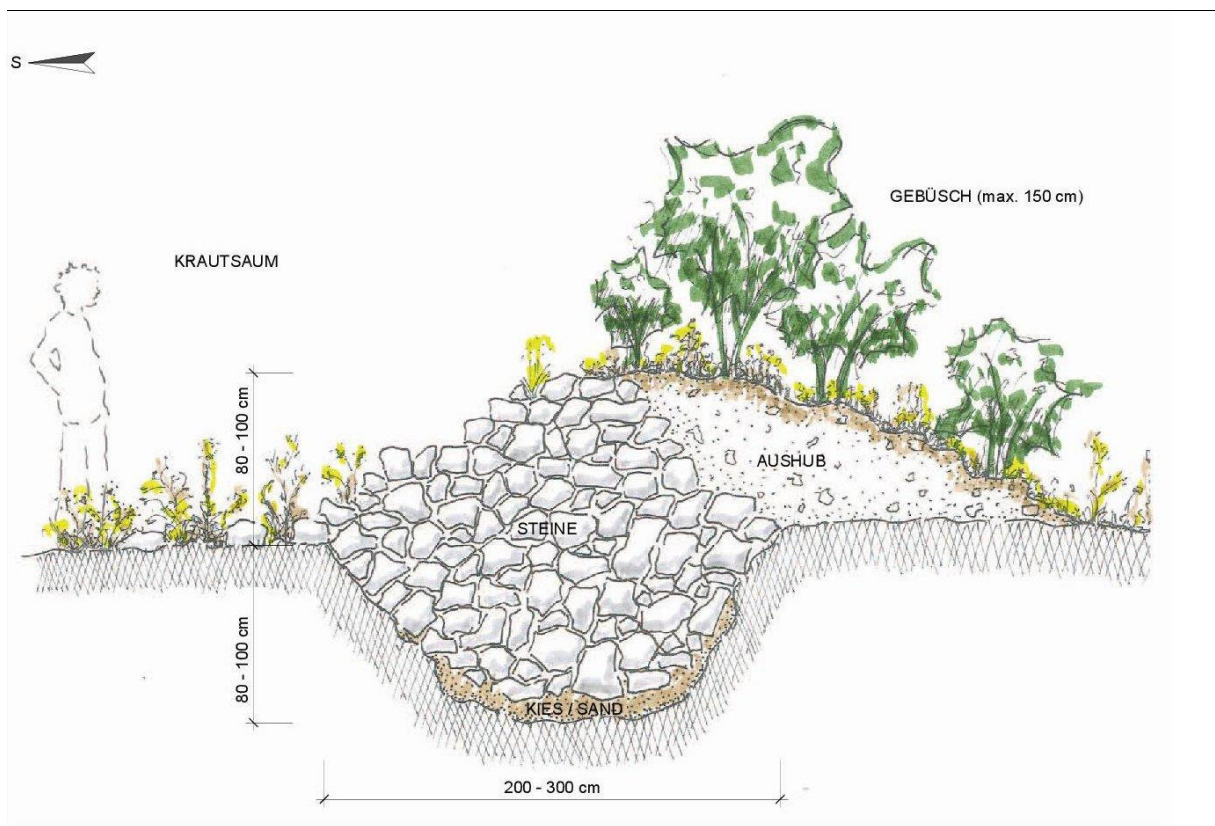 S
GEBÜSCH (max. 150 cm)
KRAUTSAUM
80 - 100 cm
AUSHUB
STEINE
80 - 100 cm
KIES / SAND
200 - 300 cm